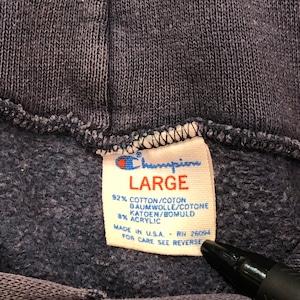 Champion
LARGE
92% COTTON/COTON
BAUMWOLLE/COTONE
KATOEN/BOMULD
8% ACRYLIC
MADE IN U.S.A. - RN 26094
FOR CARE SEE REVERSE